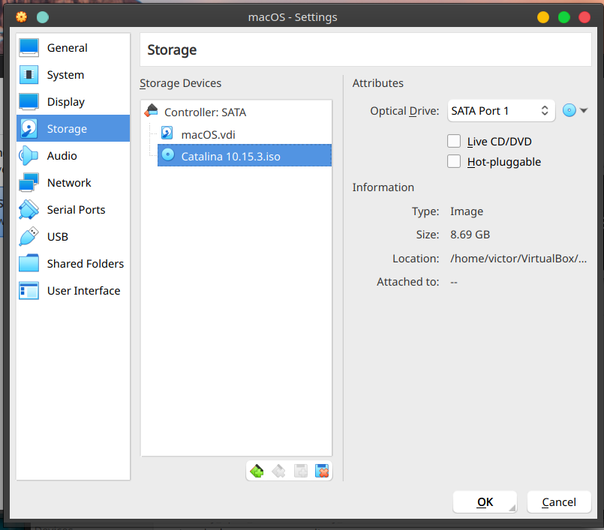 macOS - Settings
General
System
Display
Storage
Audio
Network
Serial Ports
USB
Shared Folders
User Interface
Storage
Storage Devices
Controller: SATA
macOS.vdi
Catalina 10.15.3.iso
Attributes
Optical Drive: SATA Port 1
Live CD/DVD
Hot-pluggable
Information
Type: Image
Size: 8.69 GB
Location: /home/victor/VirtualBox/...
Attached to: --
OK Cancel